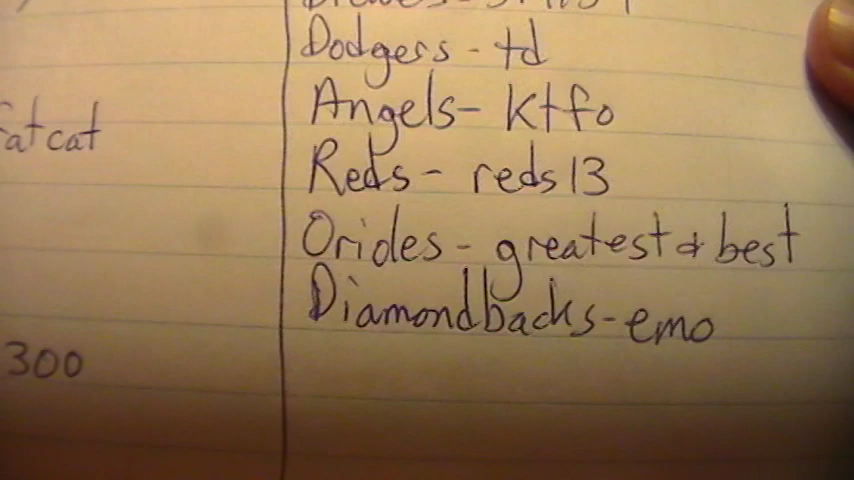 Dodgers - td
Angels - ktfo
fatcat
Reds - reds13
Orioles - greatest & best
Diamondbacks - emo
300